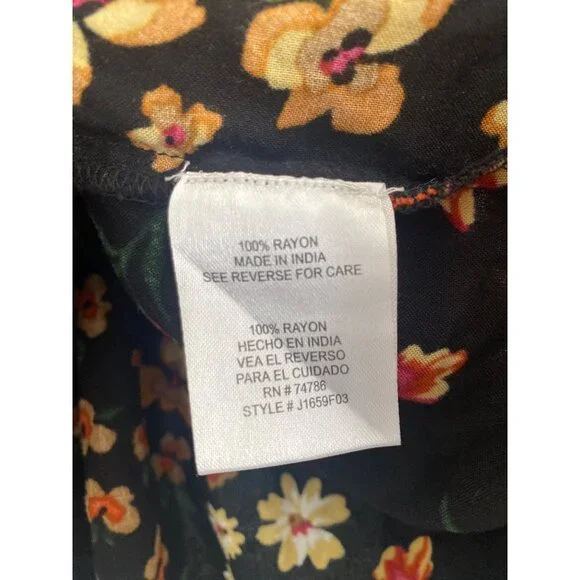 100% RAYON
MADE IN INDIA
SEE REVERSE FOR CARE
100% RAYON
HECHO EN INDIA
VEA EL REVERSO
PARA EL CUIDADO
RN # 74786
STYLE # J1659F03